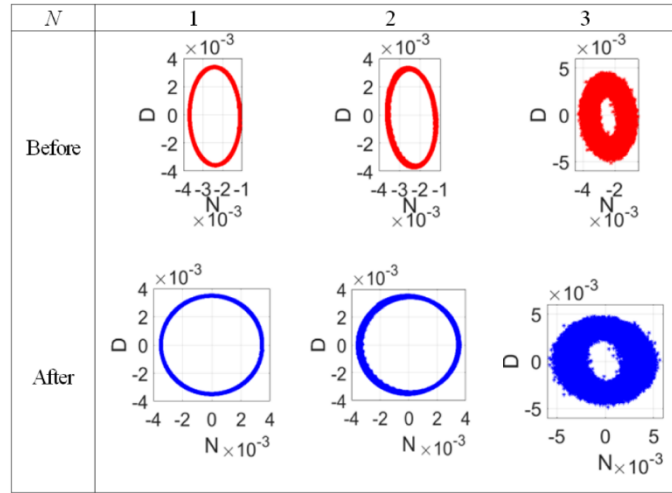 N 1 2 3
Before
×10⁻³ ×10⁻³ ×10⁻³
4 4 5
2 2
D 0 D 0 D 0
-2 -2
-4 -4 -5
-4 -3 -2 -1 -4 -3 -2 -1 -4 -2
N N N
×10⁻³ ×10⁻³ ×10⁻³
After
×10⁻³ ×10⁻³ ×10⁻³
4 4 5
2 2
D 0 D 0 D 0
-2 -2
-4 -4 -5
-4 -2 0 2 4 -4 -2 0 2 4 -5 0 5
N ×10⁻³ N ×10⁻³ N ×10⁻³